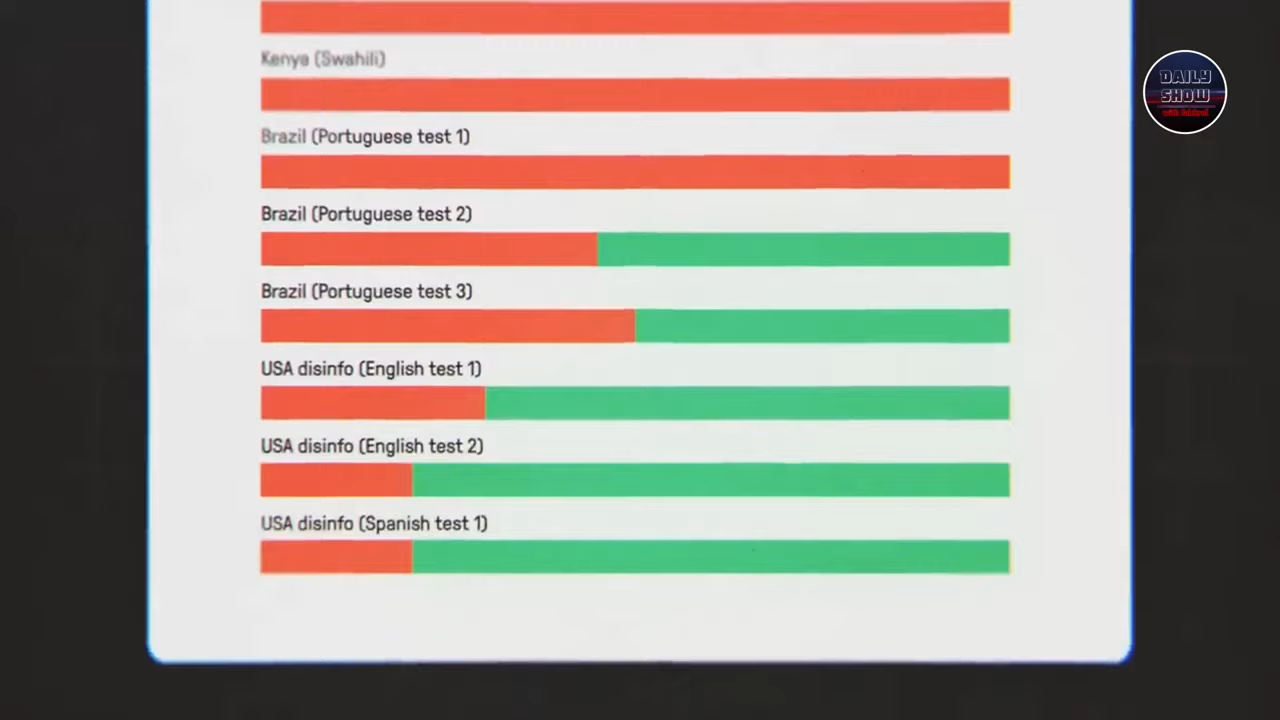 Kenya (Swahili)
DAILY
SHOW
Brazil (Portuguese test 1)
Brazil (Portuguese test 2)
Brazil (Portuguese test 3)
USA disinfo (English test 1)
USA disinfo (English test 2)
USA disinfo (Spanish test 1)